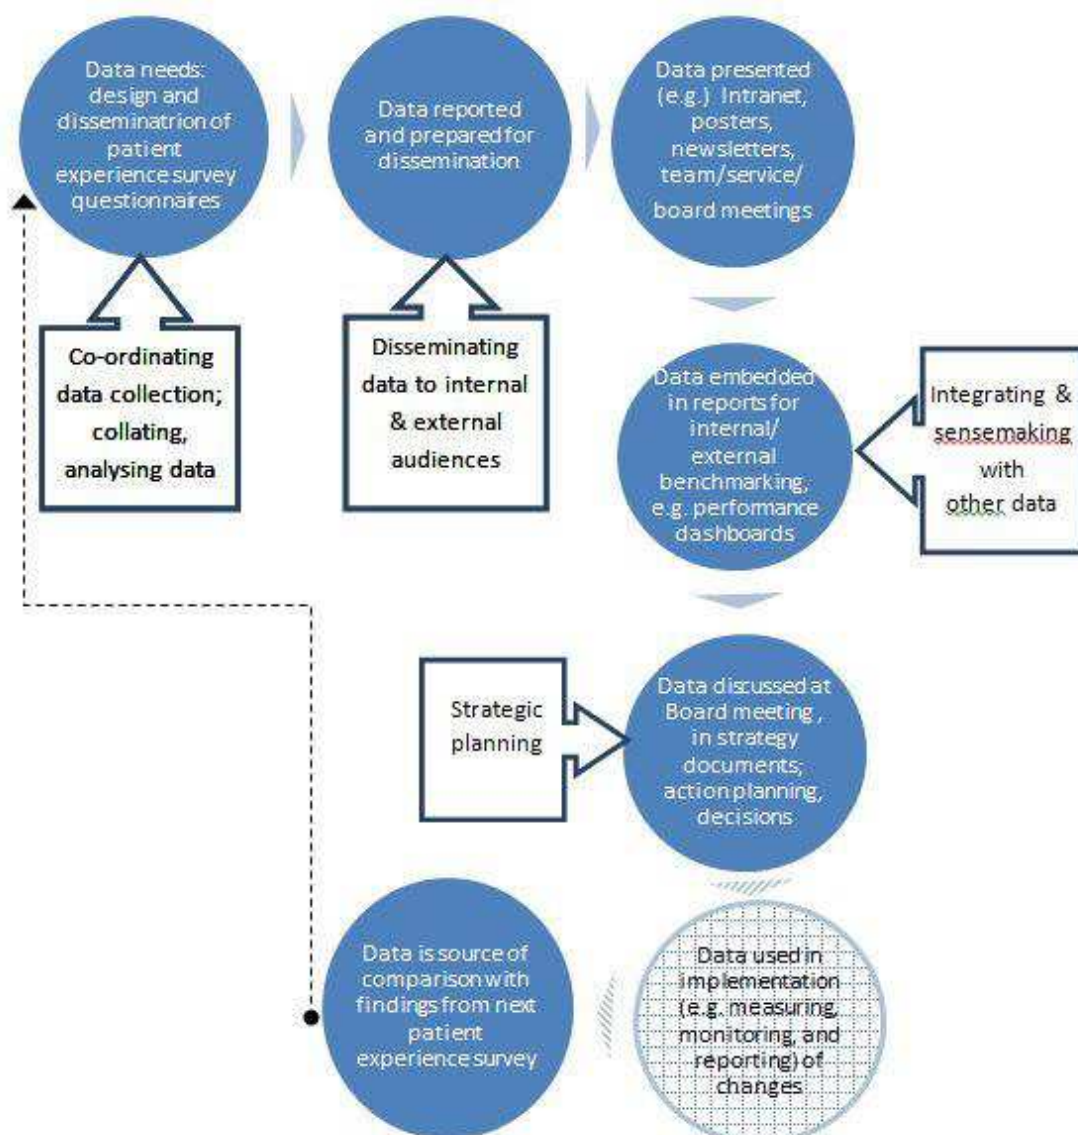 Data needs:
design and
disseminatrion of
patient
experience survey
questionnaires
Data reported
and prepared for
dissemination
Data presented
(e.g.) Intranet,
posters,
newsletters,
team/service/
board meetings
Co-ordinating
data collection;
collating,
analysing data
Disseminating
data to internal
& external
audiences
Data embedded
in reports for
internal/
external
benchmarking,
e.g. performance
dashboards
Integrating &
sensemaking
with
other data
Strategic
planning
Data discussed at
Board meeting,
in strategy
documents;
action planning,
decisions
Data is source of
comparison with
findings from next
patient
experience survey
Data used in
implementation
(e.g. measuring,
monitoring, and
reporting) of
changes